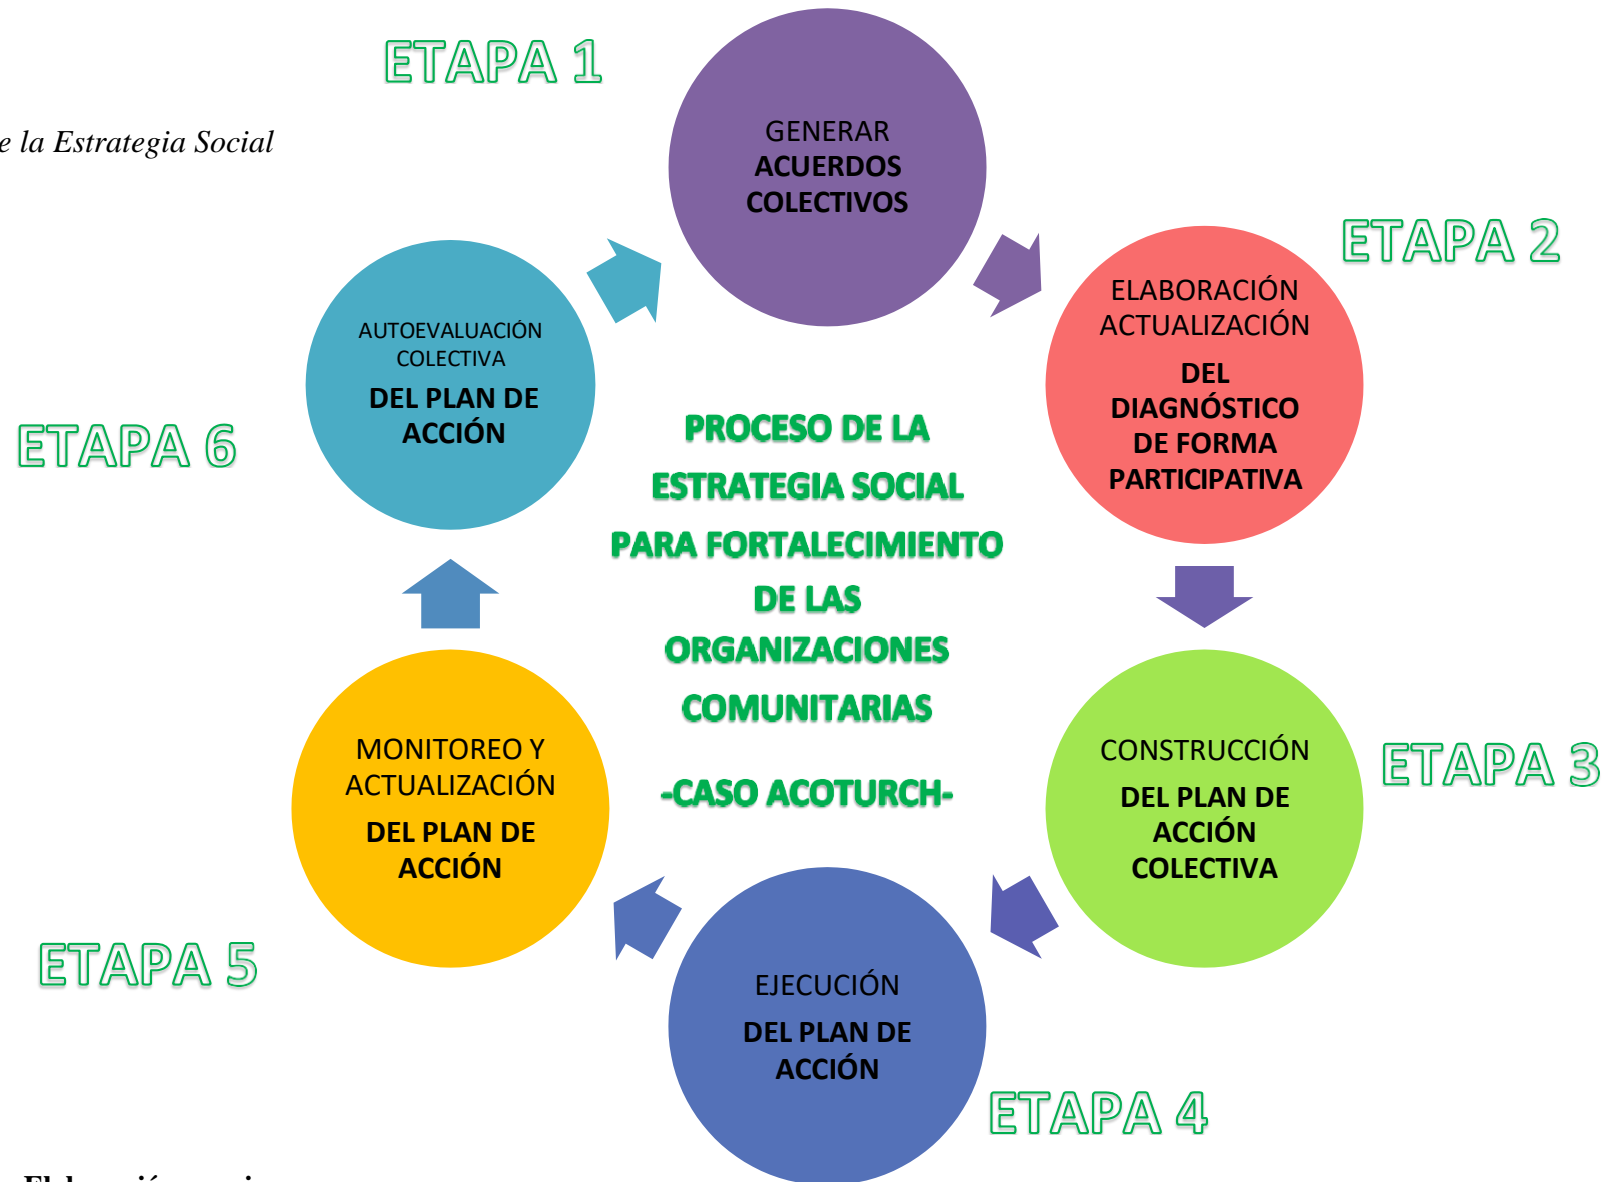 ETAPA 1
e la Estrategia Social
GENERAR
ACUERDOS
COLECTIVOS
ETAPA 2
ELABORACIÓN
ACTUALIZACIÓN
DEL
DIAGNÓSTICO
DE FORMA
PARTICIPATIVA
ETAPA 3
CONSTRUCCIÓN
DEL PLAN DE
ACCIÓN
COLECTIVA
ETAPA 4
EJECUCIÓN
DEL PLAN DE
ACCIÓN
ETAPA 5
MONITOREO Y
ACTUALIZACIÓN
DEL PLAN DE
ACCIÓN
ETAPA 6
AUTOEVALUACIÓN
COLECTIVA
DEL PLAN DE
ACCIÓN
PROCESO DE LA
ESTRATEGIA SOCIAL
PARA FORTALECIMIENTO
DE LAS
ORGANIZACIONES
COMUNITARIAS
-CASO ACOTURCH-